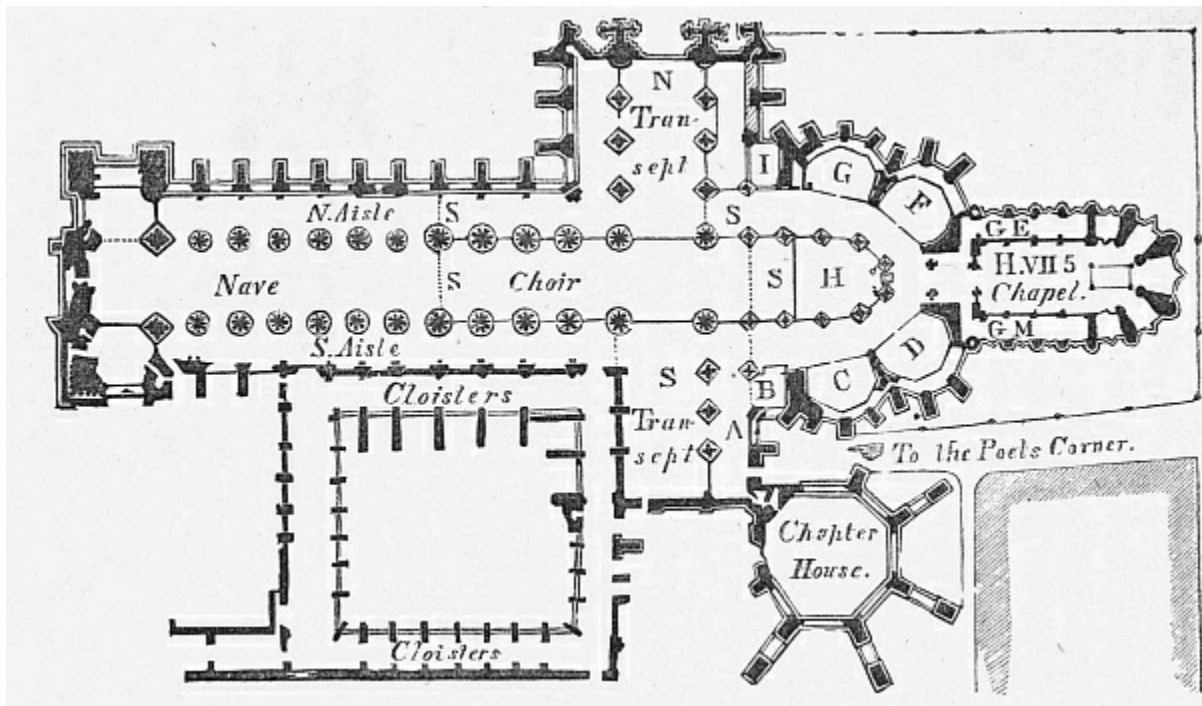 N
Tran-
sept
I
G
F
N. Aisle
S
S
G E
Nave
S
Choir
S
H
H.VII 5
Chapel.
G M
S. Aisle
D
Cloisters
S
B
C
Tran-
sept
A
To the Poets Corner.
Chapter
House.
Cloisters